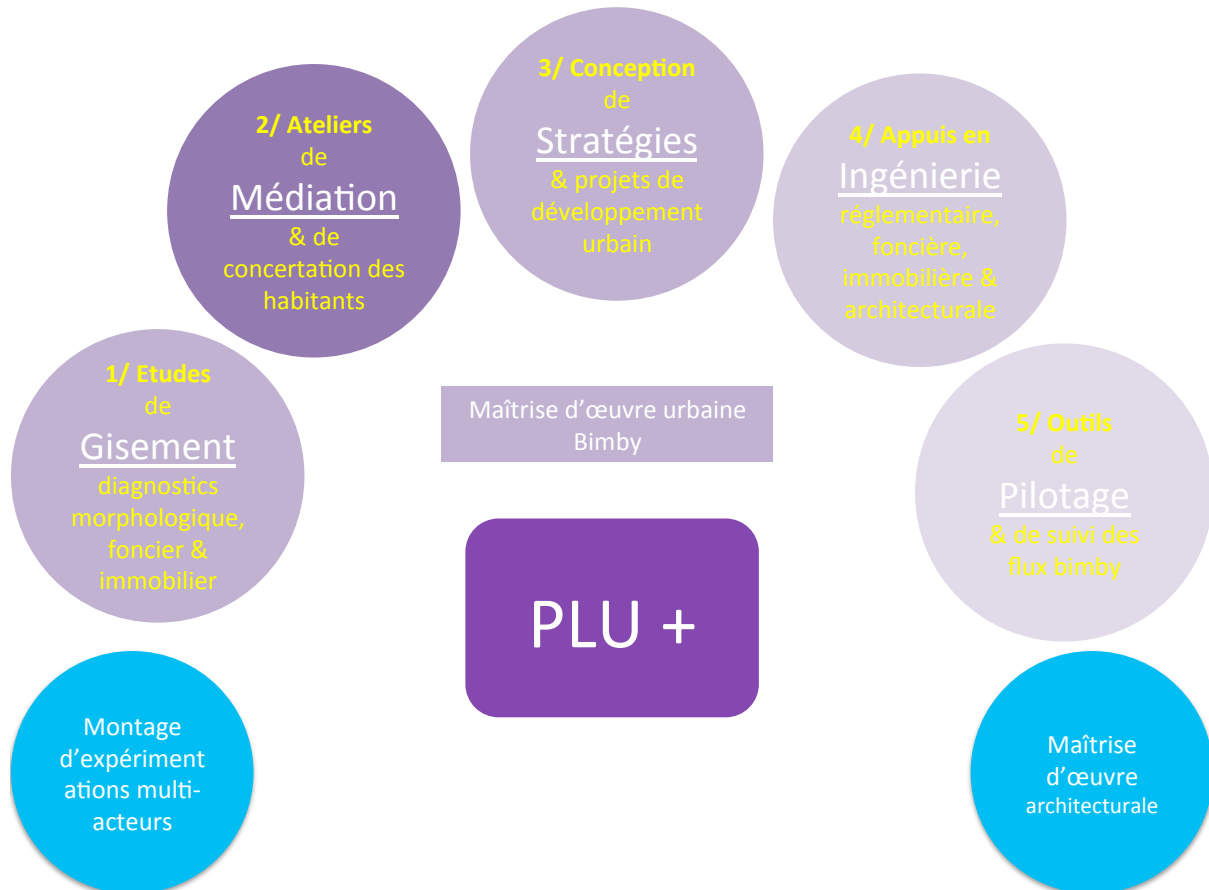 1/ Etudes
de
Gisement
diagnostics
morphologique,
foncier &
immobilier
2/ Ateliers
de
Médiation
& de
concertation des
habitants
3/ Conception
de
Stratégies
& projets de
développement
urbain
4/ Appuis en
Ingénierie
réglementaire,
foncière,
immobilière &
architecturale
5/ Outils
de
Pilotage
& de suivi des
flux bimby
Maîtrise d’œuvre urbaine
Bimby
PLU +
Montage
d’expériment
ations multi-
acteurs
Maîtrise
d’œuvre
architecturale